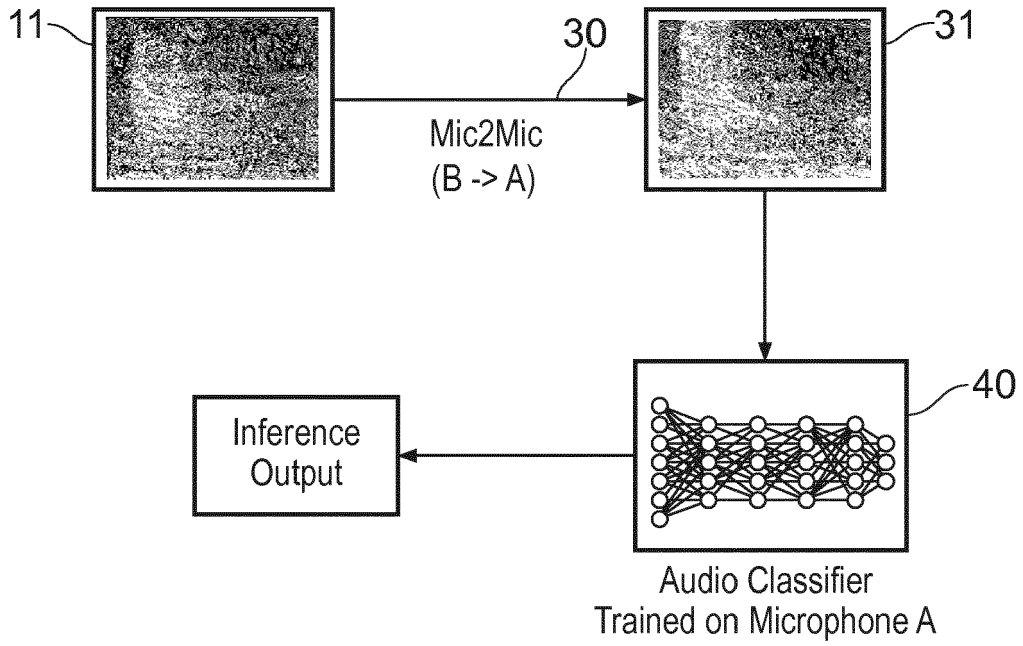 11
30
31
Mic2Mic
(B -> A)
40
Inference
Output
Audio Classifier
Trained on Microphone A